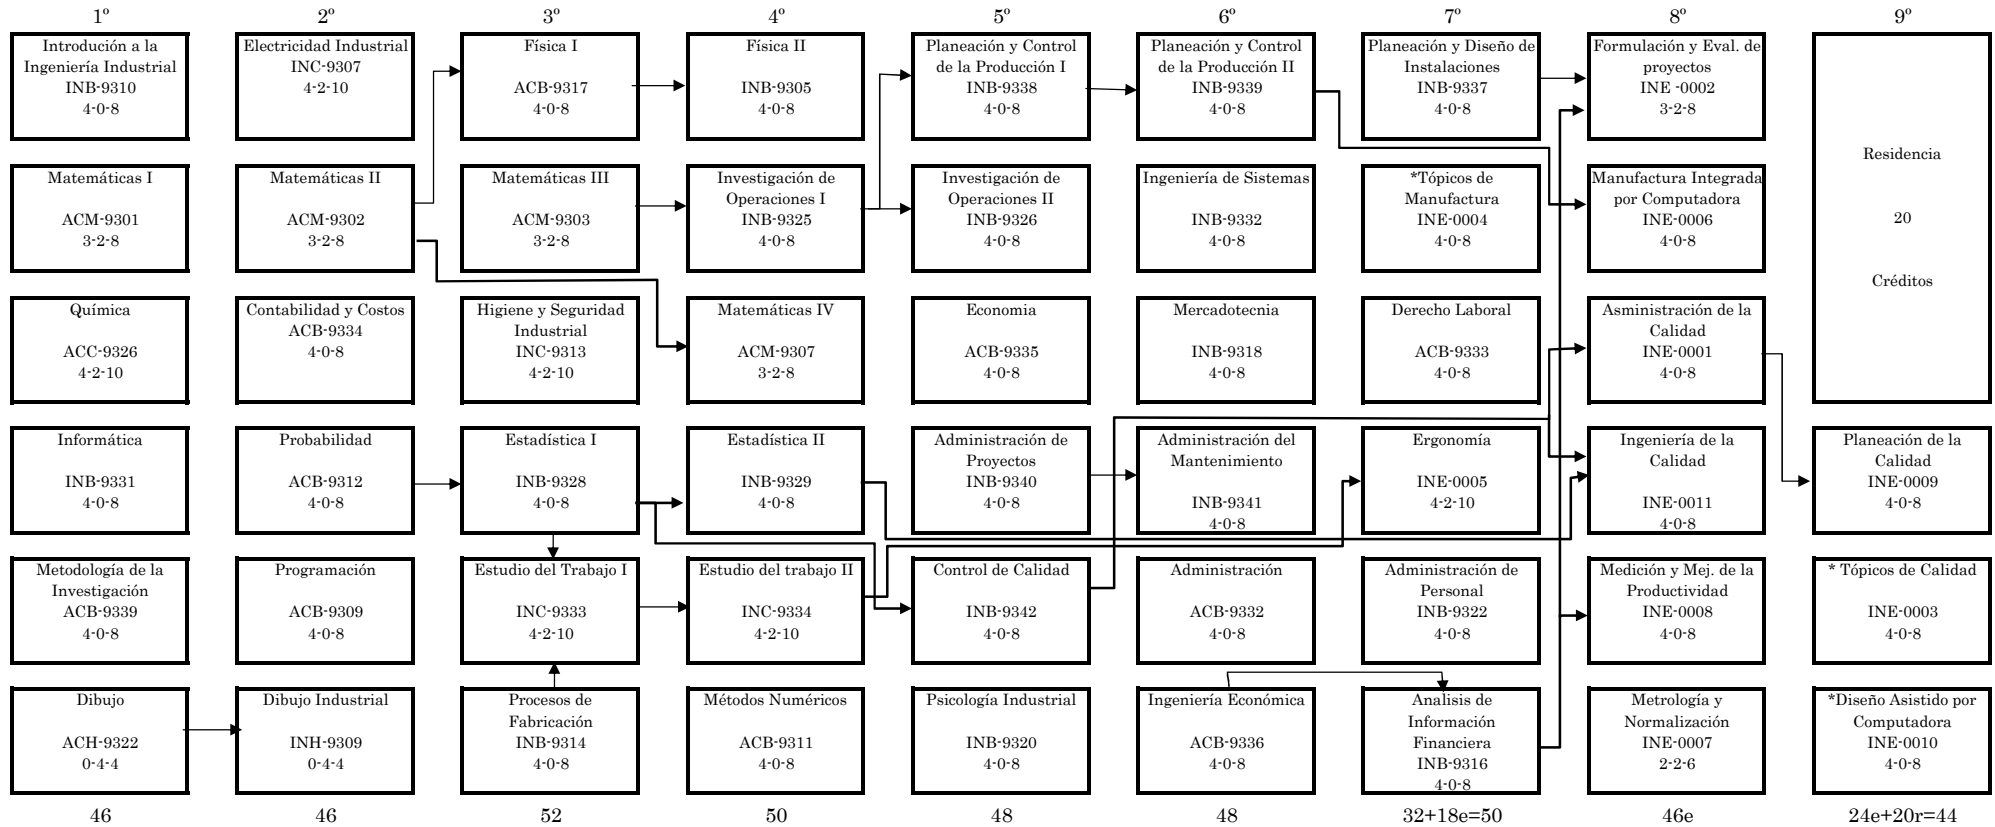 1º
2º
3º
4º
5º
6º
7º
8º
9º
Introdución a la
Ingeniería Industrial
INB-9310
4-0-8
Electricidad Industrial
INC-9307
4-2-10
Física I
ACB-9317
4-0-8
Física II
INB-9305
4-0-8
Planeación y Control
de la Producción I
INB-9338
4-0-8
Planeación y Control
de la Producción II
INB-9339
4-0-8
Planeación y Diseño de
Instalaciones
INB-9337
4-0-8
Formulación y Eval. de
proyectos
INE -0002
3-2-8
Residencia
20
Créditos
Matemáticas I
ACM-9301
3-2-8
Matemáticas II
ACM-9302
3-2-8
Matemáticas III
ACM-9303
3-2-8
Investigación de
Operaciones I
INB-9325
4-0-8
Investigación de
Operaciones II
INB-9326
4-0-8
Ingeniería de Sistemas
INB-9332
4-0-8
*Tópicos de
Manufactura
INE-0004
4-0-8
Manufactura Integrada
por Computadora
INE-0006
4-0-8
Química
ACC-9326
4-2-10
Contabilidad y Costos
ACB-9334
4-0-8
Higiene y Seguridad
Industrial
INC-9313
4-2-10
Matemáticas IV
ACM-9307
3-2-8
Economia
ACB-9335
4-0-8
Mercadotecnia
INB-9318
4-0-8
Derecho Laboral
ACB-9333
4-0-8
Asministración de la
Calidad
INE-0001
4-0-8
Informática
INB-9331
4-0-8
Probabilidad
ACB-9312
4-0-8
Estadística I
INB-9328
4-0-8
Estadística II
INB-9329
4-0-8
Administración de
Proyectos
INB-9340
4-0-8
Administración del
Mantenimiento
INB-9341
4-0-8
Ergonomía
INE-0005
4-2-10
Ingeniería de la
Calidad
INE-0011
4-0-8
Planeación de la
Calidad
INE-0009
4-0-8
Metodología de la
Investigación
ACB-9339
4-0-8
Programación
ACB-9309
4-0-8
Estudio del Trabajo I
INC-9333
4-2-10
Estudio del trabajo II
INC-9334
4-2-10
Control de Calidad
INB-9342
4-0-8
Administración
ACB-9332
4-0-8
Administración de
Personal
INB-9322
4-0-8
Medición y Mej. de la
Productividad
INE-0008
4-0-8
* Tópicos de Calidad
INE-0003
4-0-8
Dibujo
ACH-9322
0-4-4
Dibujo Industrial
INH-9309
0-4-4
Procesos de
Fabricación
INB-9314
4-0-8
Métodos Numéricos
ACB-9311
4-0-8
Psicología Industrial
INB-9320
4-0-8
Ingeniería Económica
ACB-9336
4-0-8
Analisis de
Información
Financiera
INB-9316
4-0-8
Metrología y
Normalización
INE-0007
2-2-6
*Diseño Asistido por
Computadora
INE-0010
4-0-8
46
46
52
50
48
48
32+18e=50
46e
24e+20r=44